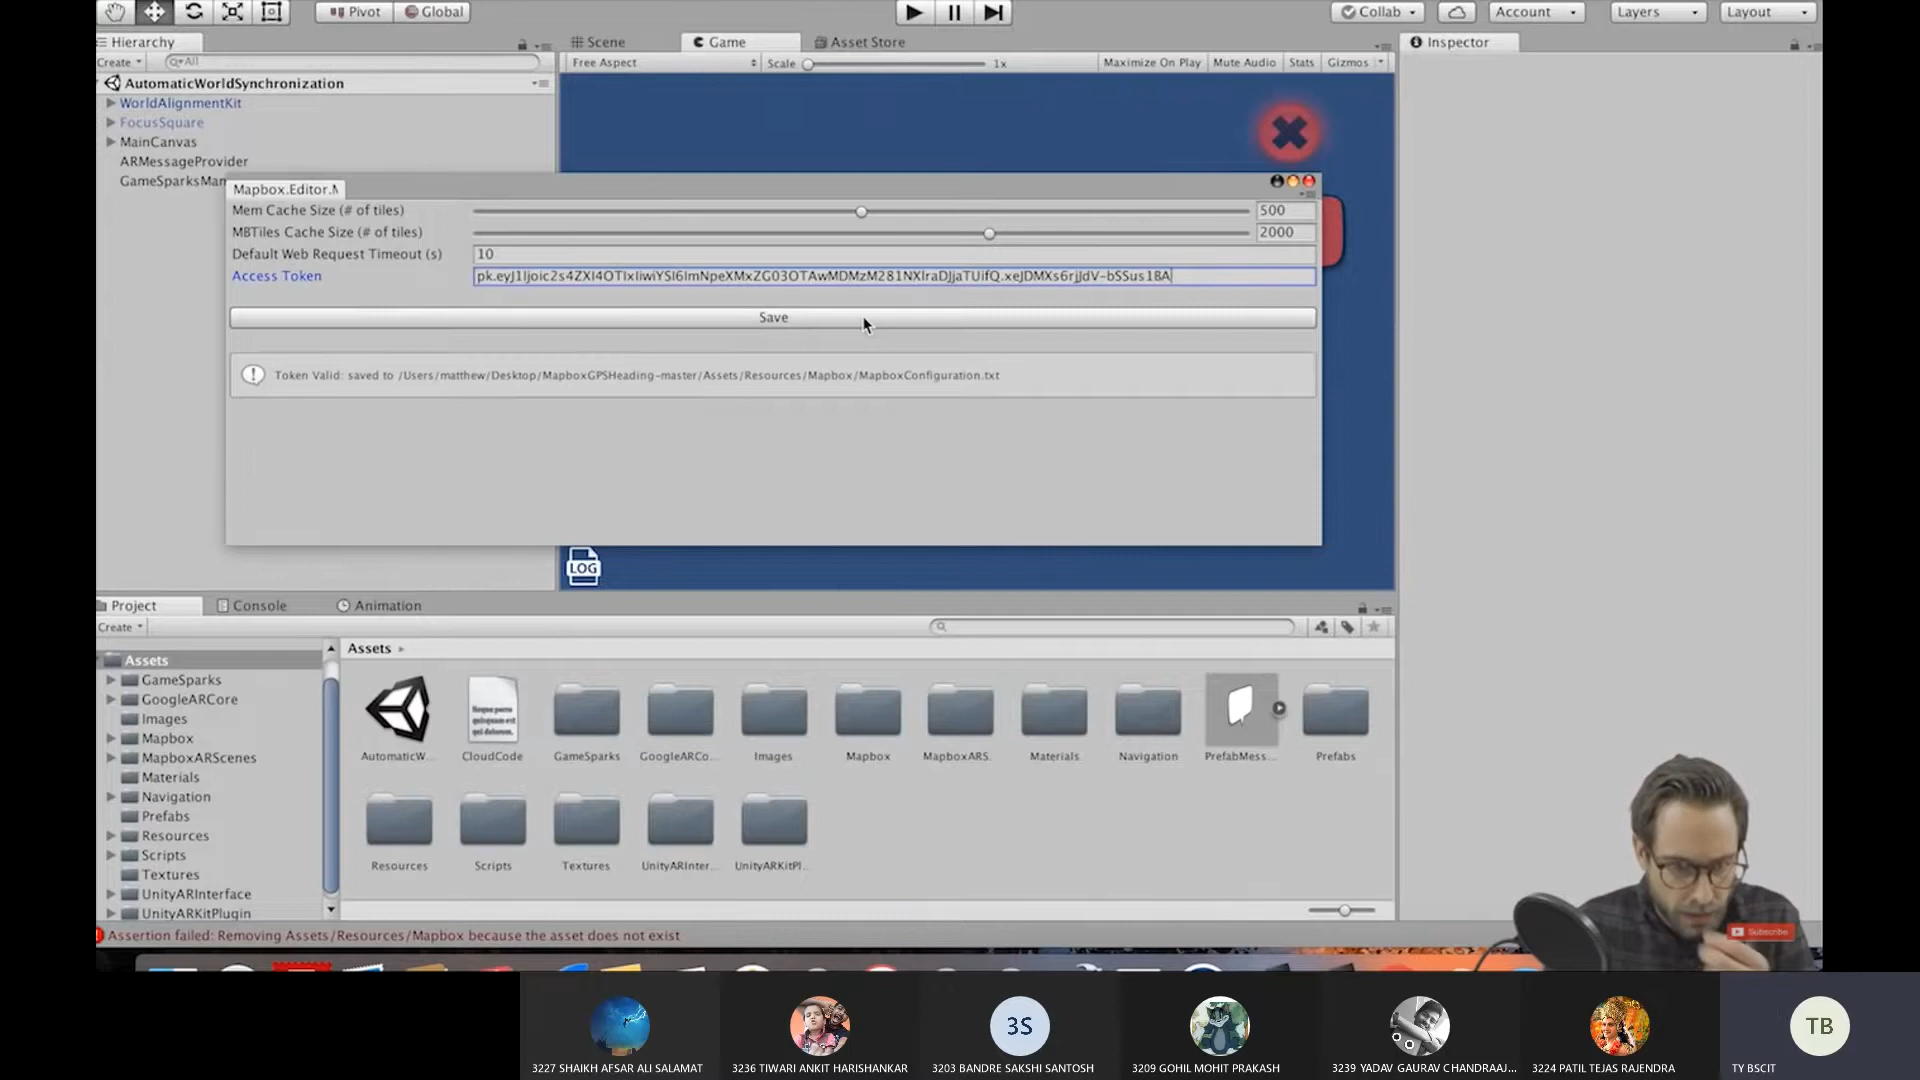 Pivot
Global
Collab
Account
Layers
Layout
Hierarchy
Scene
Game
Asset Store
Inspector
Create
All
Free Aspect
Scale
1x
Maximize On Play
Mute Audio
Stats
Gizmos
AutomaticWorldSynchronization
WorldAlignmentKit
FocusSquare
MainCanvas
ARMessageProvider
GameSparksMan
Mapbox.Editor.M
Mem Cache Size (# of tiles)
500
MBTiles Cache Size (# of tiles)
2000
Default Web Request Timeout (s)
10
Access Token
Save
Token Valid: saved to /Users/matthew/Desktop/MapboxGPSHeading-master/Assets/Resources/Mapbox/MapboxConfiguration.txt
LOG
Project
Console
Animation
Create
Assets
Assets
GameSparks
GoogleARCore
Images
Mapbox
MapboxARScenes
Materials
Navigation
Prefabs
Resources
Scripts
Textures
UnityARInterface
UnityARKitPlugin
AutomaticW...
CloudCode
GameSparks
GoogleARCo...
Images
Mapbox
MapboxARS...
Materials
Navigation
PrefabMess...
Prefabs
Resources
Scripts
Textures
UnityARInter...
UnityARKitPl...
Assertion failed: Removing Assets/Resources/Mapbox because the asset does not exist
Subscribe
3S
TB
3227 SHAIKH AFSAR ALI SALAMAT
3236 TIWARI ANKIT HARISHANKAR
3203 BANDRE SAKSHI SANTOSH
3209 GOHIL MOHIT PRAKASH
3239 YADAV GAURAV CHANDRAAJ...
3224 PATIL TEJAS RAJENDRA
TY BSCIT